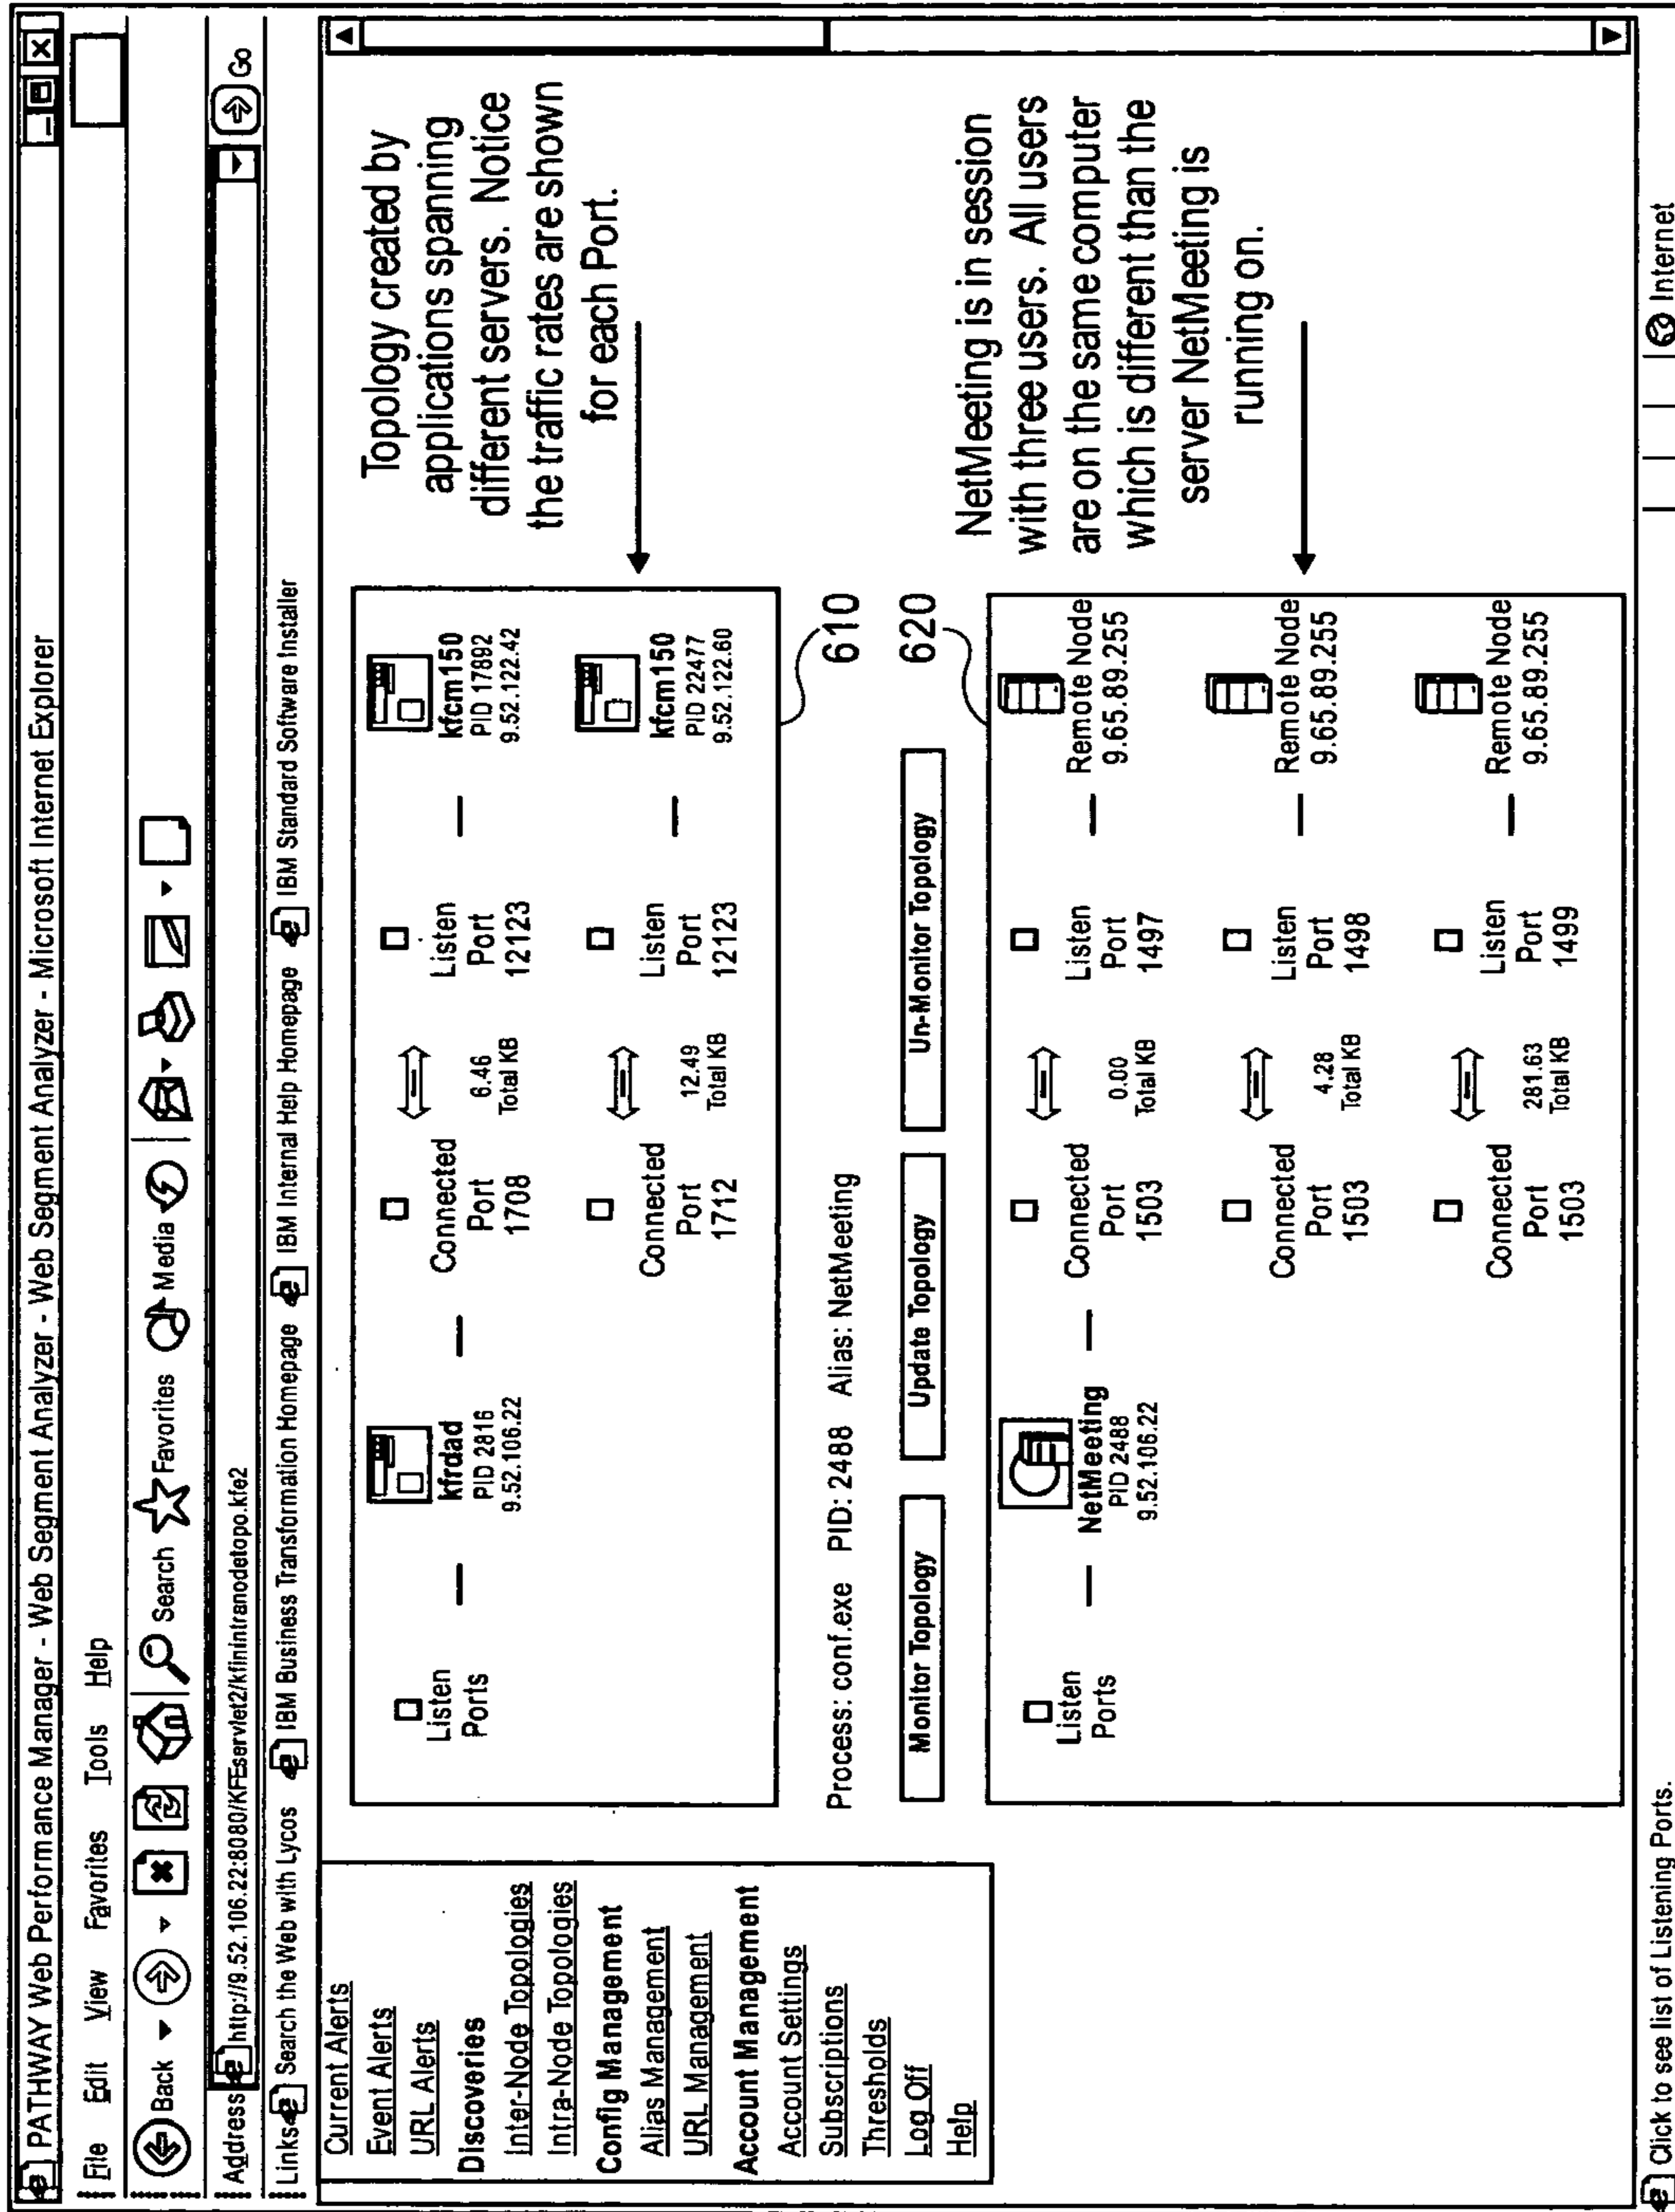 PATHWAY Web Performance Manager - Web Segment Analyzer - Web Segment Analyzer - Microsoft Internet Explorer
File Edit View Favorites Tools Help
Back Search Favorites Media
Address http://9.52.106.22:8080/KFEservlet2/kfinintranodetopo.kfe2 Go
Links Search the Web with Lycos IBM Business Transformation Homepage IBM Internal Help Homepage IBM Standard Software Installer
Current Alerts
Event Alerts
URL Alerts
Discoveries
Inter-Node Topologies
Intra-Node Topologies
Config Management
Alias Management
URL Management
Account Management
Account Settings
Subscriptions
Thresholds
Log Off
Help
Listen
Ports
kfrdad
PID 2816
9.52.106.22
Connected
Port
1708
6.46
Total KB
Listen
Port
12123
kfcm150
PID 17892
9.52.122.42
Connected
Port
1712
12.49
Total KB
Listen
Port
12123
kfcm150
PID 22477
9.52.122.60
Topology created by
applications spanning
different servers. Notice
the traffic rates are shown
for each Port.
610
Process: conf.exe PID: 2488 Alias: NetMeeting
Monitor Topology Update Topology Un-Monitor Topology
620
Listen
Ports
NetMeeting
PID 2488
9.52.106.22
Connected
Port
1503
0.00
Total KB
Listen
Port
1497
Remote Node
9.65.89.255
Connected
Port
1503
4.28
Total KB
Listen
Port
1498
Remote Node
9.65.89.255
Connected
Port
1503
281.63
Total KB
Listen
Port
1499
Remote Node
9.65.89.255
NetMeeting is in session
with three users. All users
are on the same computer
which is different than the
server NetMeeting is
running on.
Click to see list of Listening Ports. Internet